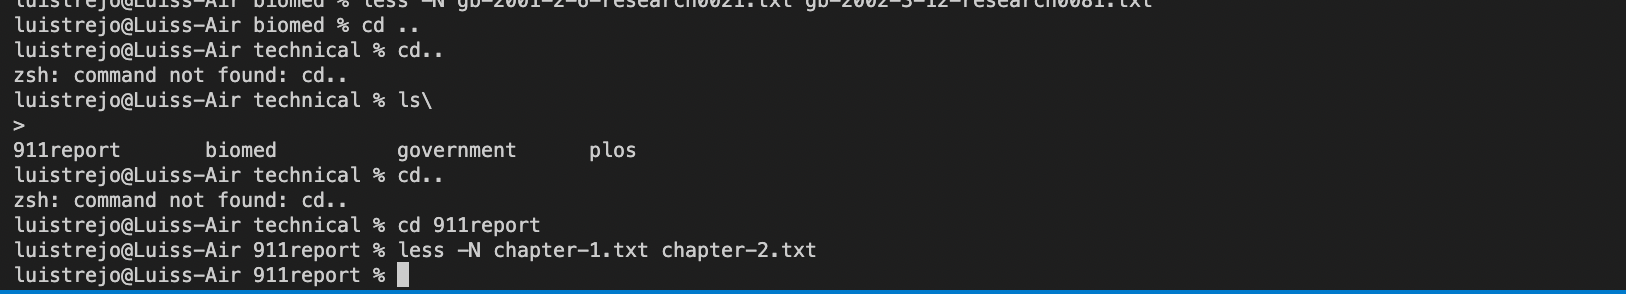 luistrejo@Luiss-Air biomed % less -N gb-2001-2-6-research0021.txt gb-2002-3-12-research0081.txt
luistrejo@Luiss-Air biomed % cd ..
luistrejo@Luiss-Air technical % cd..
zsh: command not found: cd..
luistrejo@Luiss-Air technical % ls\
>
911report biomed government plos
luistrejo@Luiss-Air technical % cd..
zsh: command not found: cd..
luistrejo@Luiss-Air technical % cd 911report
luistrejo@Luiss-Air 911report % less -N chapter-1.txt chapter-2.txt
luistrejo@Luiss-Air 911report %